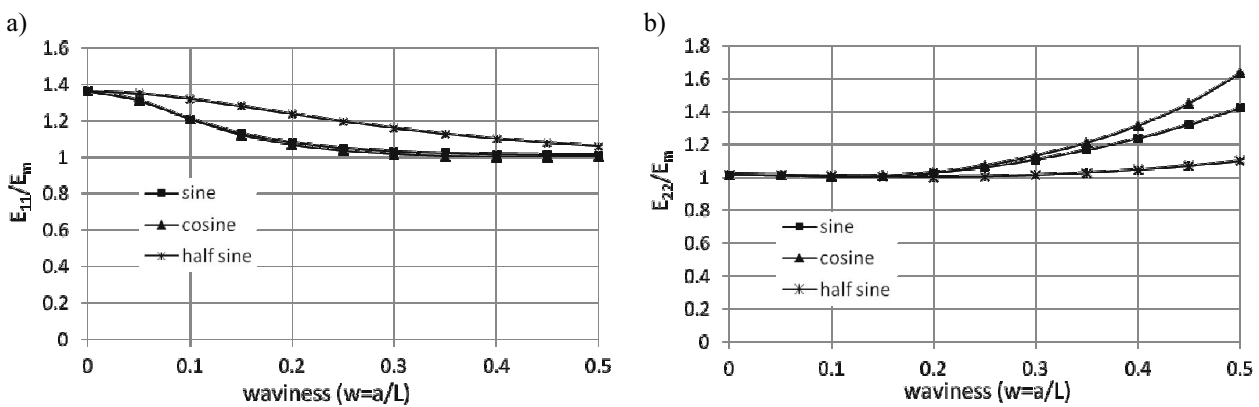 a)
1.6
1.4
1.2
1
0.8
0.6
0.4
0.2
0
E11/Em
sine
cosine
half sine
0 0.1 0.2 0.3 0.4 0.5
waviness (w=a/L)
b)
1.8
1.6
1.4
1.2
1
0.8
0.6
0.4
0.2
0
E22/Em
sine
cosine
half sine
0 0.1 0.2 0.3 0.4 0.5
waviness (w=a/L)